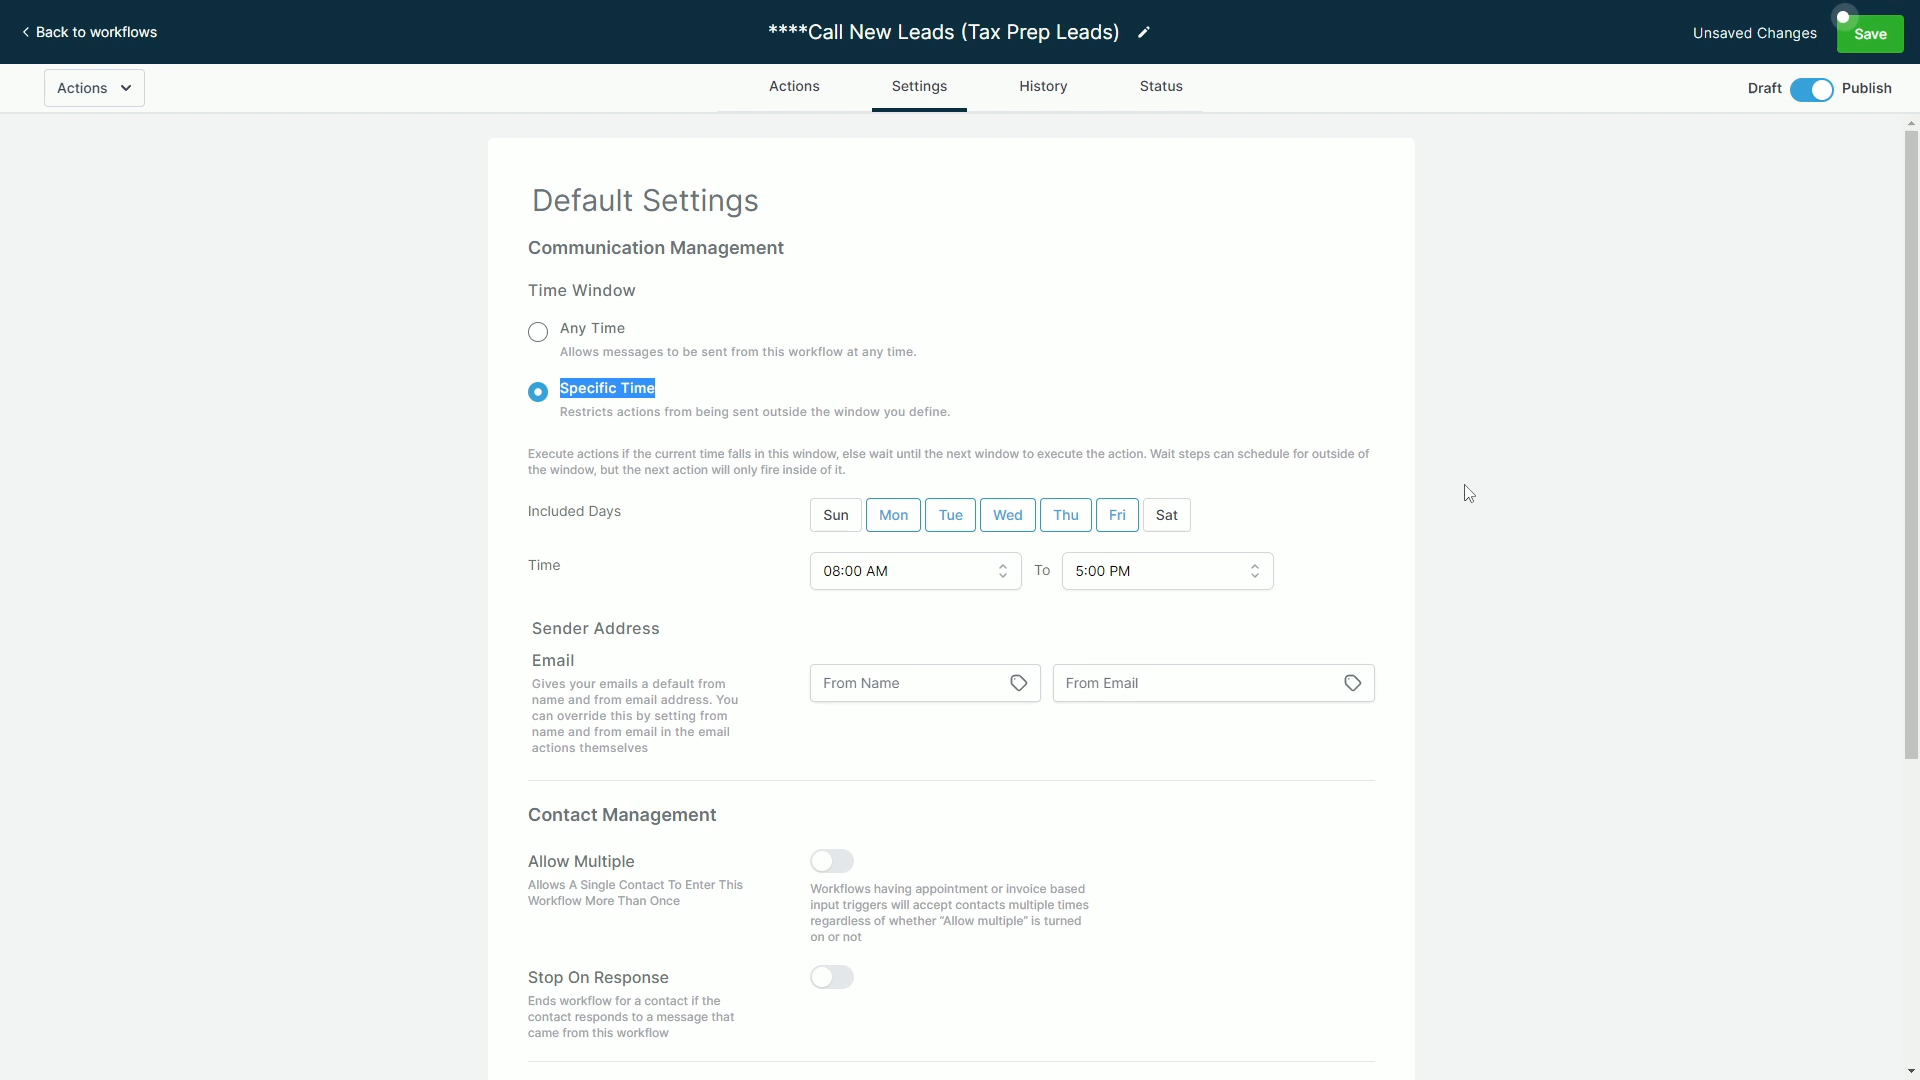 Back to workflows
****Call New Leads (Tax Prep Leads)
Unsaved Changes
Save
Actions
Actions
Settings
History
Status
Draft
Publish
Default Settings
Communication Management
Time Window
Any Time
Allows messages to be sent from this workflow at any time.
Specific Time
Restricts actions from being sent outside the window you define.
Execute actions if the current time falls in this window, else wait until the next window to execute the action. Wait steps can schedule for outside of
the window, but the next action will only fire inside of it.
Included Days
Sun Mon Tue Wed Thu Fri Sat
Time
08:00 AM To 5:00 PM
Sender Address
Email
Gives your emails a default from
name and from email address. You
can override this by setting from
name and from email in the email
actions themselves
From Name
From Email
Contact Management
Allow Multiple
Allows A Single Contact To Enter This
Workflow More Than Once
Workflows having appointment or invoice based
input triggers will accept contacts multiple times
regardless of whether "Allow multiple" is turned
on or not
Stop On Response
Ends workflow for a contact if the
contact responds to a message that
came from this workflow